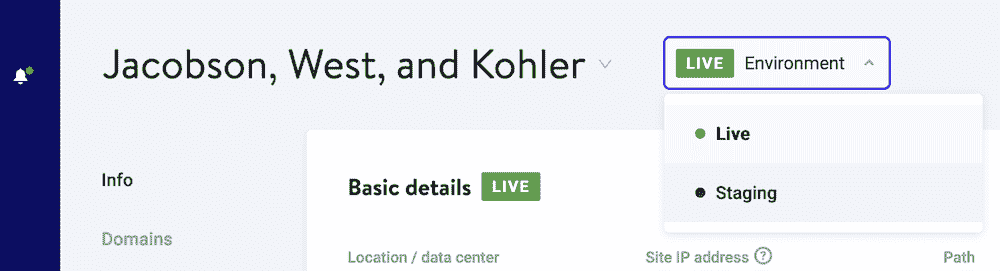 Jacobson, West, and Kohler
LIVE Environment
Live
Staging
Info
Basic details LIVE
Domains
Location / data center Site IP address ? Path